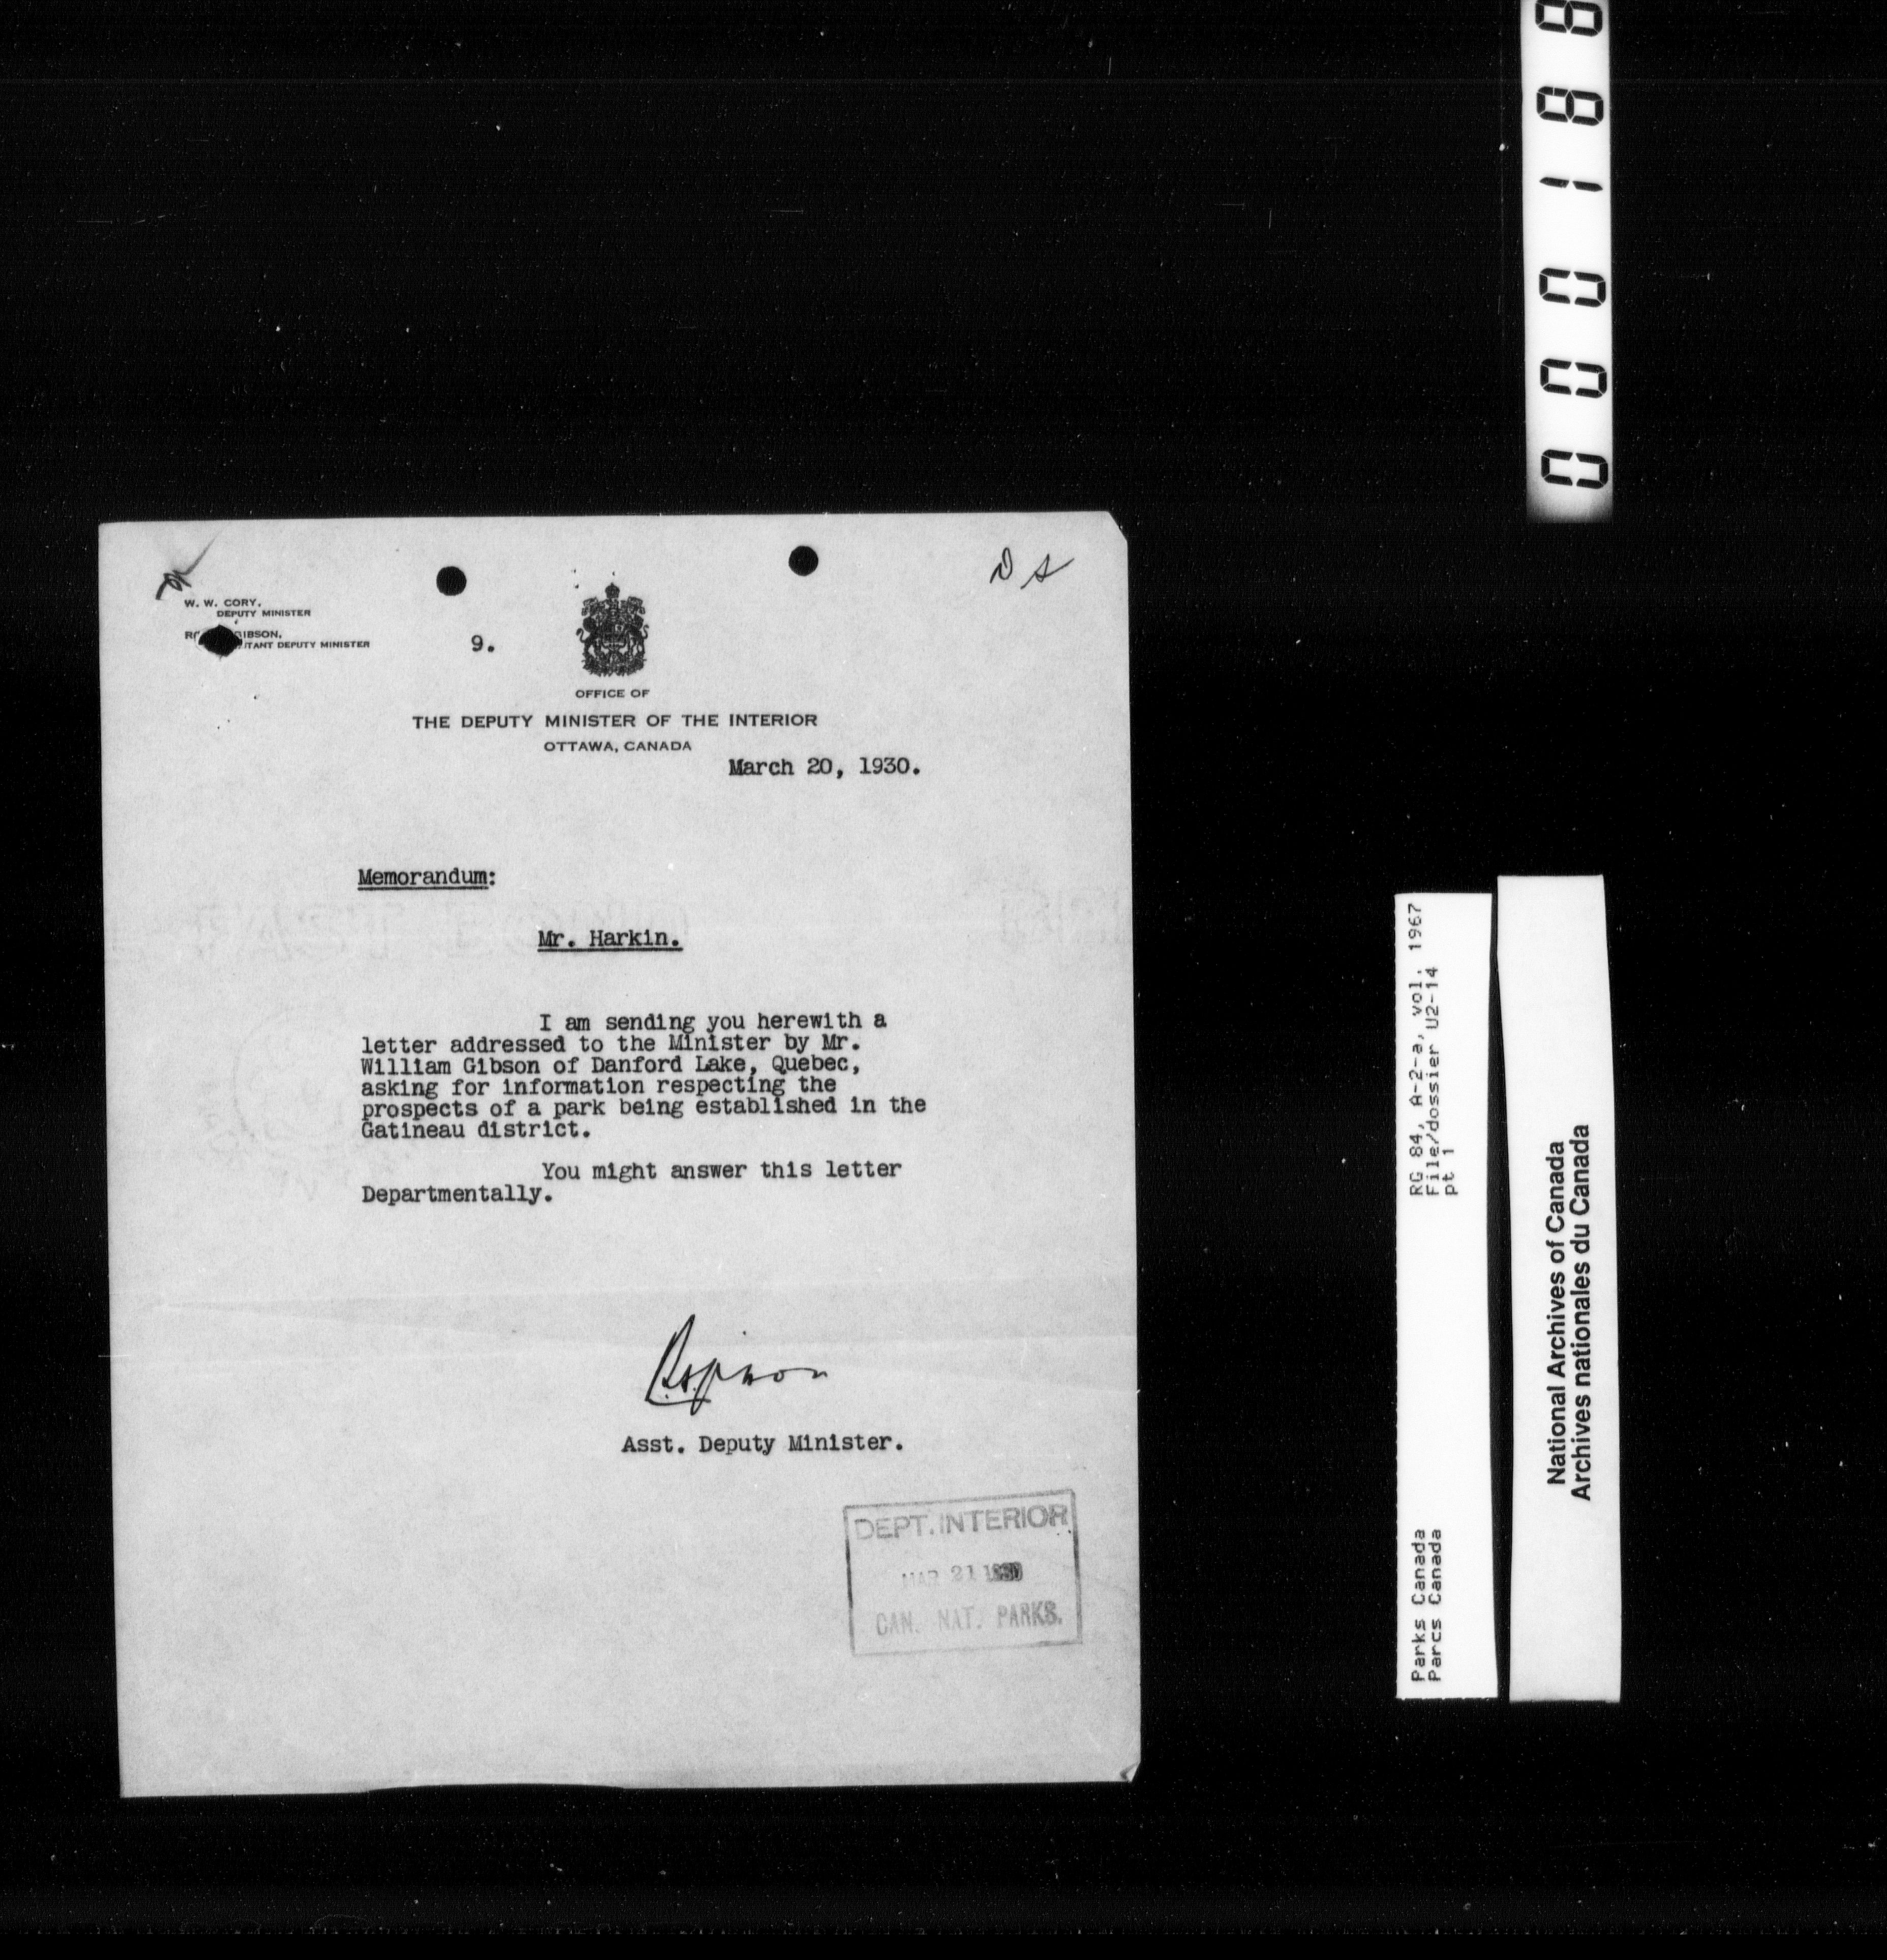 W. W. CORY,
DEPUTY MINISTER
GIBSON,
DEPUTY MINISTER
9.
OFFICE OF
THE DEPUTY MINISTER OF THE INTERIOR
OTTAWA, CANADA
March 20, 1930.
Memorandum:
Mr. Harkin.
I am sending you herewith a
letter addressed to the Minister by Mr.
William Gibson of Danford Lake, Quebec,
asking for information respecting the
prospects of a park being established in the
Gatineau district.
You might answer this letter
Departmentally.
Asst. Deputy Minister.
DEPT. INTERIOR
MAR 21 1930
CAN. NAT. PARKS.
000188
RG 84, A-2-a, vol. 1967
File/dossier U2-14
pt 1
Parks Canada
Parcs Canada
National Archives of Canada
Archives nationales du Canada